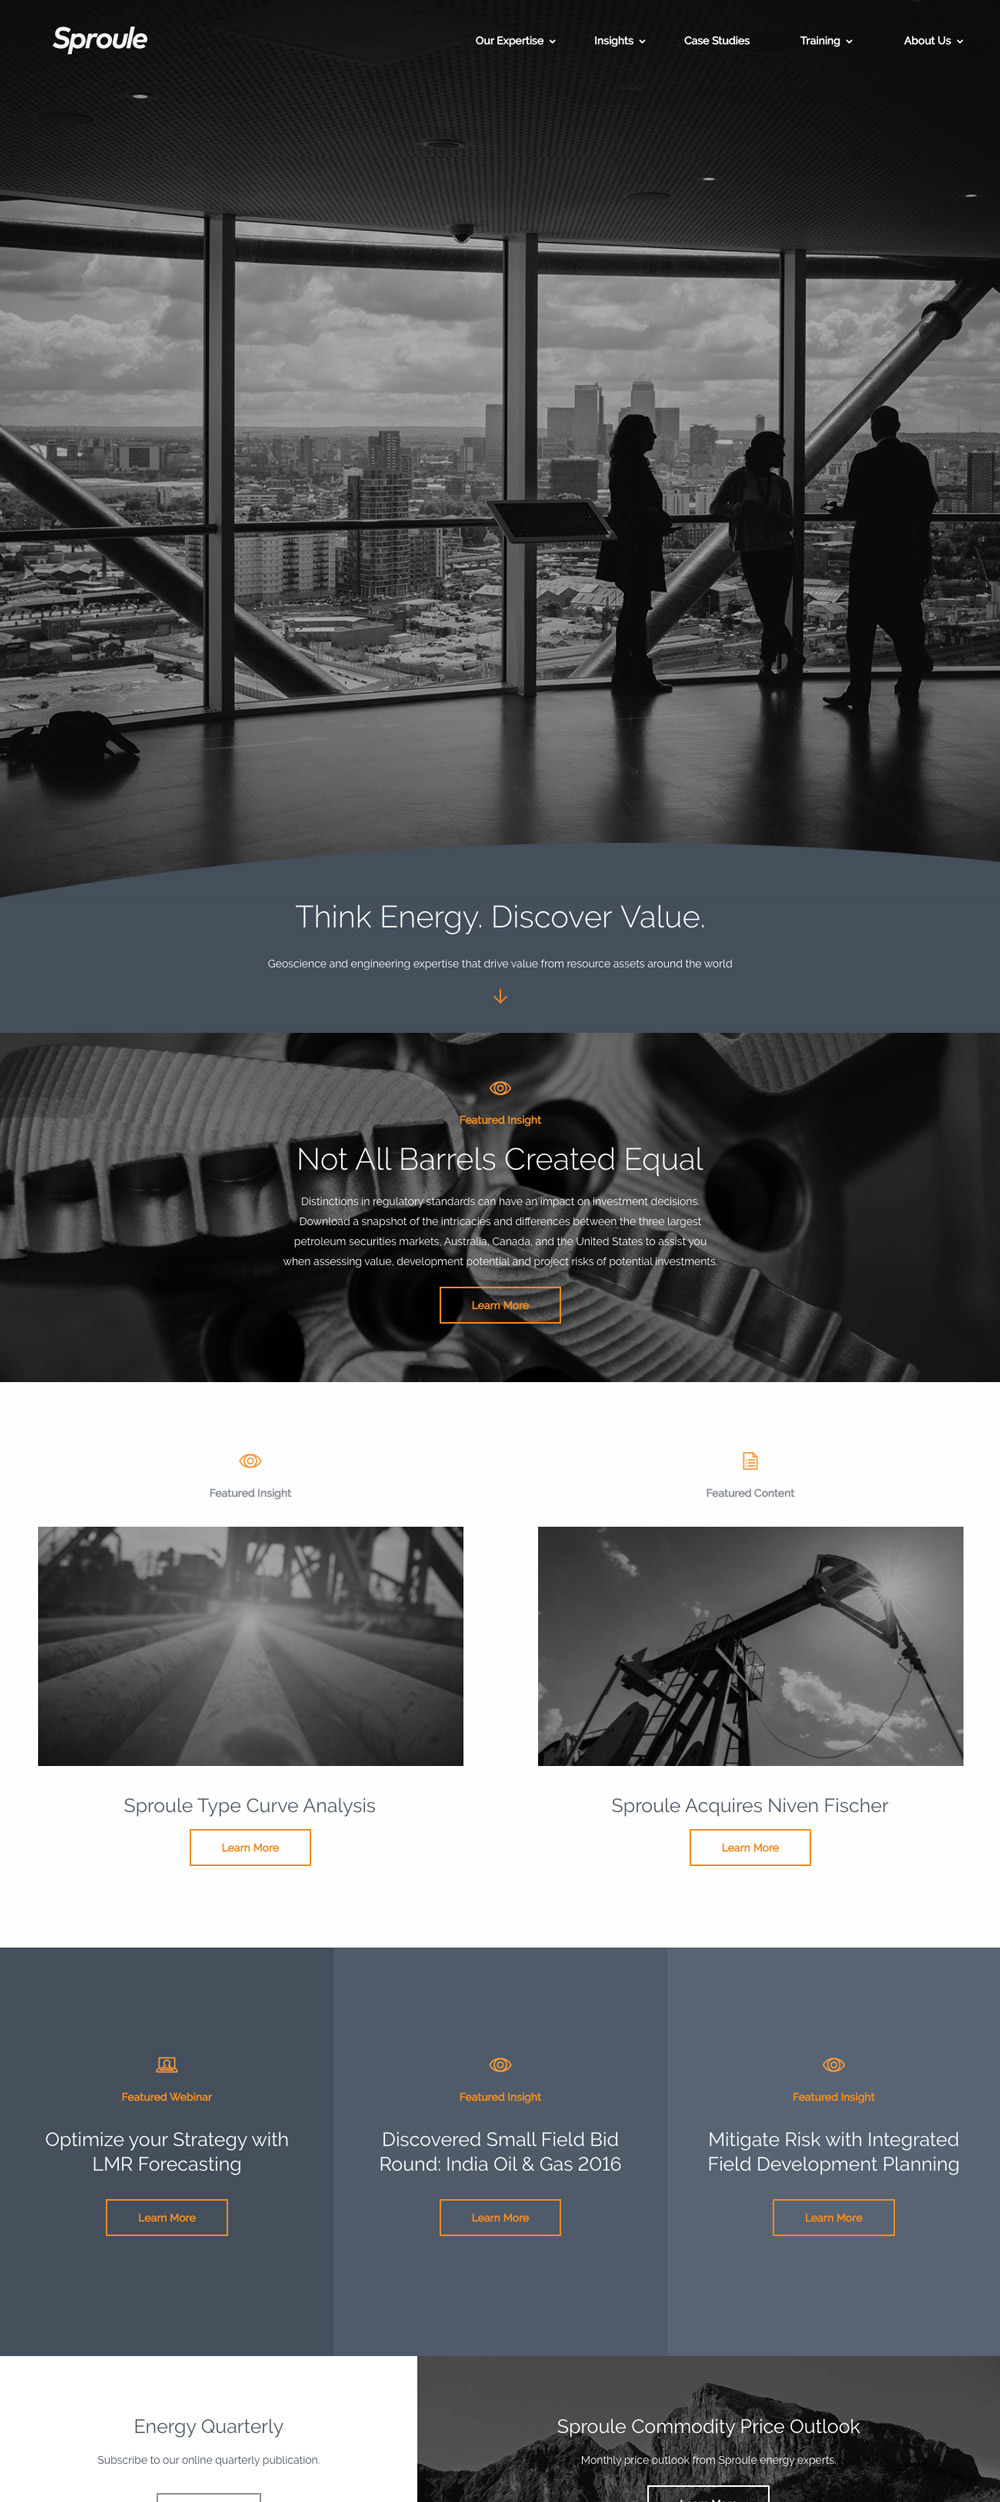 Sproule
Our Expertise
Insights
Case Studies
Training
About Us
Think Energy. Discover Value.
Geoscience and engineering expertise that drive value from resource assets around the world
Featured Insight
Not All Barrels Created Equal
Distinctions in regulatory standards can have an impact on investment decisions.
Download a snapshot of the intricacies and differences between the three largest
petroleum securities markets, Australia, Canada, and the United States to assist you
when assessing value, development potential and project risks of potential investments.
Learn More
Featured Insight
Sproule Type Curve Analysis
Learn More
Featured Content
Sproule Acquires Niven Fischer
Learn More
Featured Webinar
Optimize your Strategy with
LMR Forecasting
Learn More
Featured Insight
Discovered Small Field Bid
Round: India Oil & Gas 2016
Learn More
Featured Insight
Mitigate Risk with Integrated
Field Development Planning
Learn More
Energy Quarterly
Subscribe to our online quarterly publication.
Sproule Commodity Price Outlook
Monthly price outlook from Sproule energy experts.